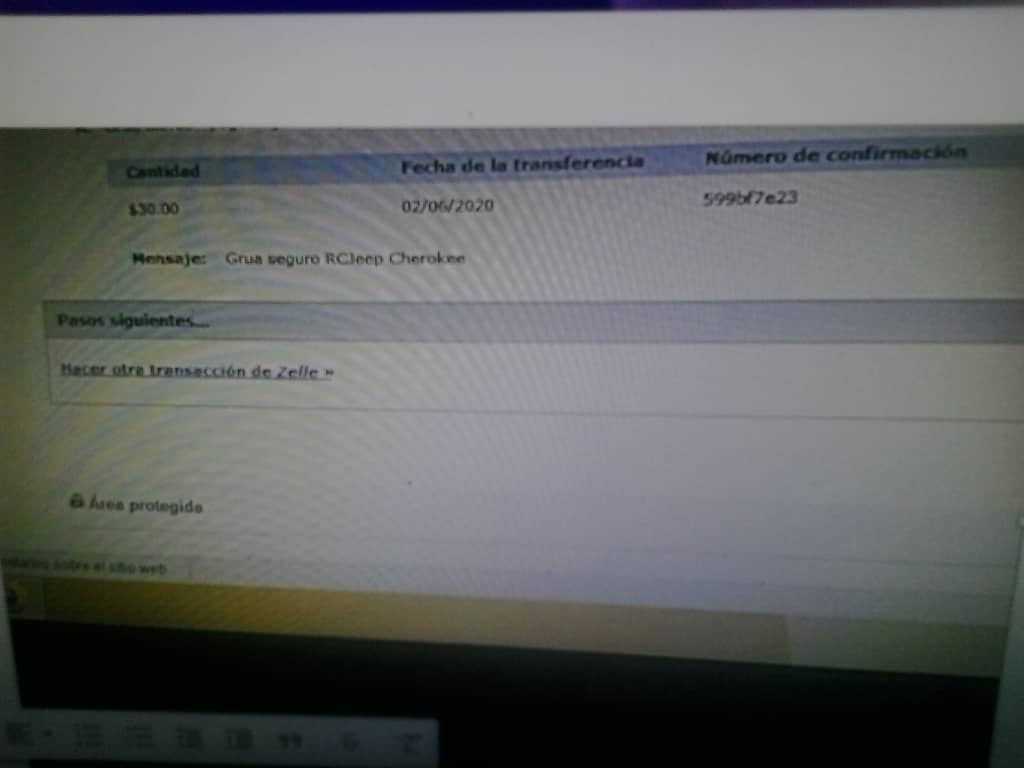 Cantidad Fecha de la transferencia Número de confirmación
$30.00 02/06/2020 599bf7e23
Mensaje: Grua seguro RCJeep Cherokee
Pasos siguientes...
Hacer otra transacción de Zelle »
Área protegida
sobre el sitio web